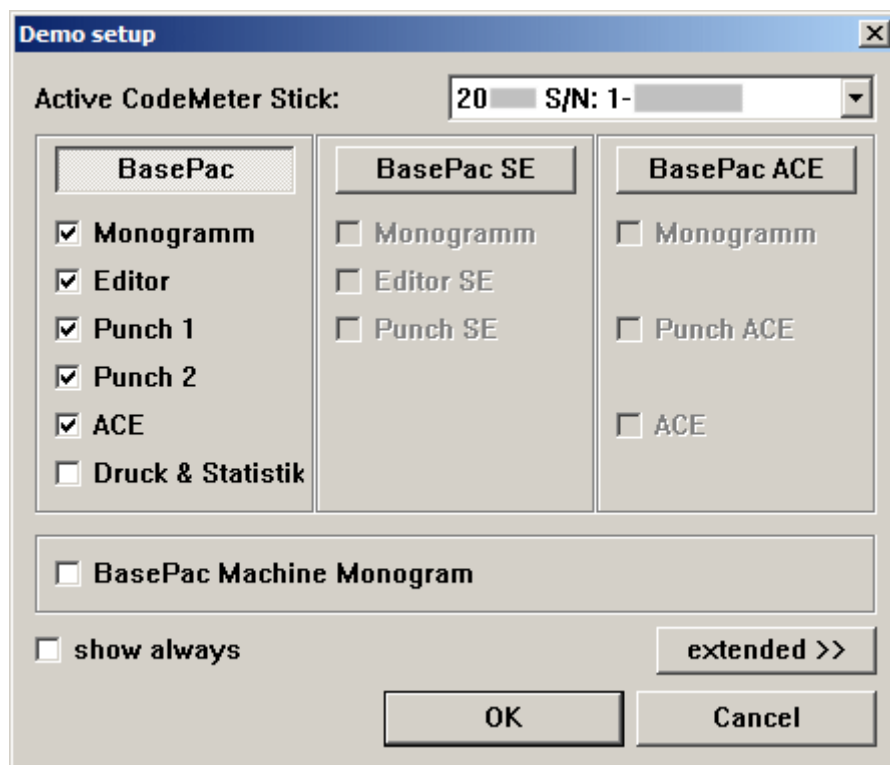 Demo setup
Active CodeMeter Stick:
20 S/N: 1-
BasePac
Monogramm
Editor
Punch 1
Punch 2
ACE
Druck & Statistik
BasePac SE
Monogramm
Editor SE
Punch SE
BasePac ACE
Monogramm
Punch ACE
ACE
BasePac Machine Monogram
show always
extended >>
OK
Cancel